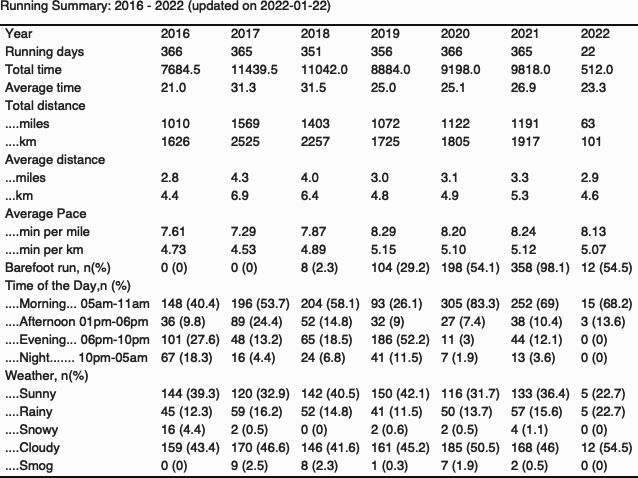 Running Summary: 2016 - 2022 (updated on 2022-01-22)
Year 2016 2017 2018 2019 2020 2021 2022
Running days 366 365 351 356 366 365 22
Total time 7684.5 11439.5 11042.0 8884.0 9198.0 9818.0 512.0
Average time 21.0 31.3 31.5 25.0 25.1 26.9 23.3
Total distance
....miles 1010 1569 1403 1072 1122 1191 63
....km 1626 2525 2257 1725 1805 1917 101
Average distance
...miles 2.8 4.3 4.0 3.0 3.1 3.3 2.9
...km 4.4 6.9 6.4 4.8 4.9 5.3 4.6
Average Pace
....min per mile 7.61 7.29 7.87 8.29 8.20 8.24 8.13
....min per km 4.73 4.53 4.89 5.15 5.10 5.12 5.07
Barefoot run, n(%) 0 (0) 0 (0) 8 (2.3) 104 (29.2) 198 (54.1) 358 (98.1) 12 (54.5)
Time of the Day,n (%)
....Morning... 05am-11am 148 (40.4) 196 (53.7) 204 (58.1) 93 (26.1) 305 (83.3) 252 (69) 15 (68.2)
....Afternoon 01pm-06pm 36 (9.8) 89 (24.4) 52 (14.8) 32 (9) 27 (7.4) 38 (10.4) 3 (13.6)
....Evening... 06pm-10pm 101 (27.6) 48 (13.2) 65 (18.5) 186 (52.2) 11 (3) 44 (12.1) 0 (0)
....Night....... 10pm-05am 67 (18.3) 16 (4.4) 24 (6.8) 41 (11.5) 7 (1.9) 13 (3.6) 0 (0)
Weather, n(%)
....Sunny 144 (39.3) 120 (32.9) 142 (40.5) 150 (42.1) 116 (31.7) 133 (36.4) 5 (22.7)
....Rainy 45 (12.3) 59 (16.2) 52 (14.8) 41 (11.5) 50 (13.7) 57 (15.6) 5 (22.7)
....Snowy 16 (4.4) 2 (0.5) 0 (0) 2 (0.6) 2 (0.5) 4 (1.1) 0 (0)
....Cloudy 159 (43.4) 170 (46.6) 146 (41.6) 161 (45.2) 185 (50.5) 168 (46) 12 (54.5)
....Smog 0 (0) 9 (2.5) 8 (2.3) 1 (0.3) 7 (1.9) 2 (0.5) 0 (0)